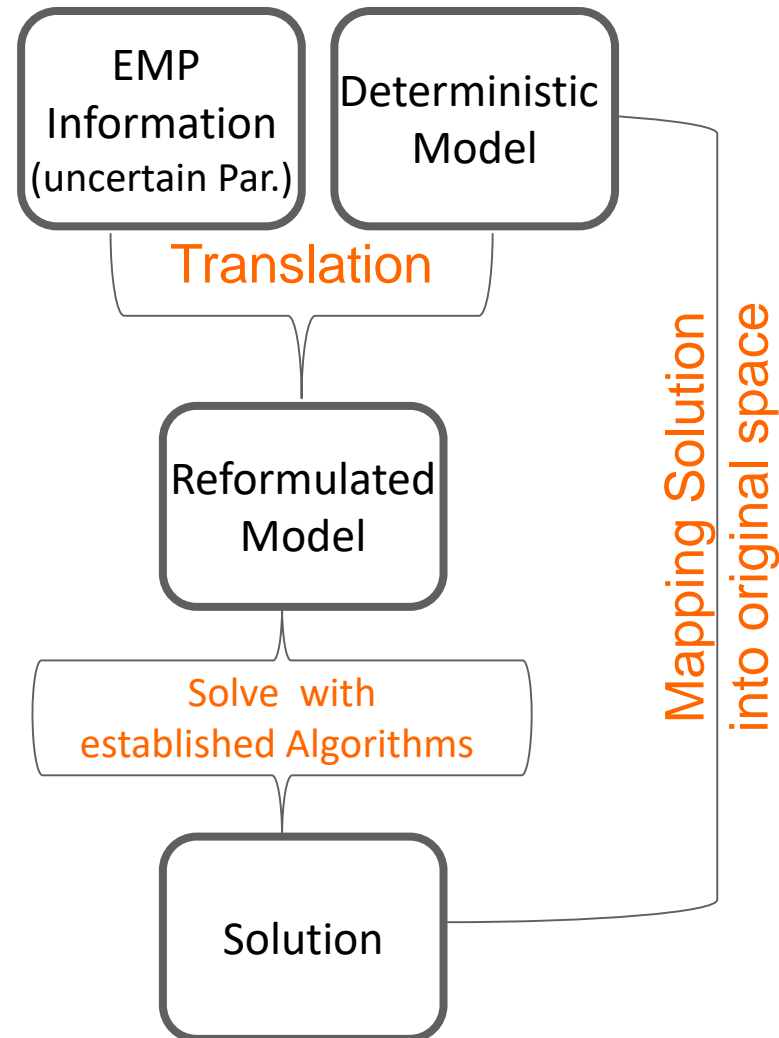 EMP
Information
(uncertain Par.)
Deterministic
Model
Translation
Reformulated
Model
Solve with
established Algorithms
Solution
Mapping Solution
into original space